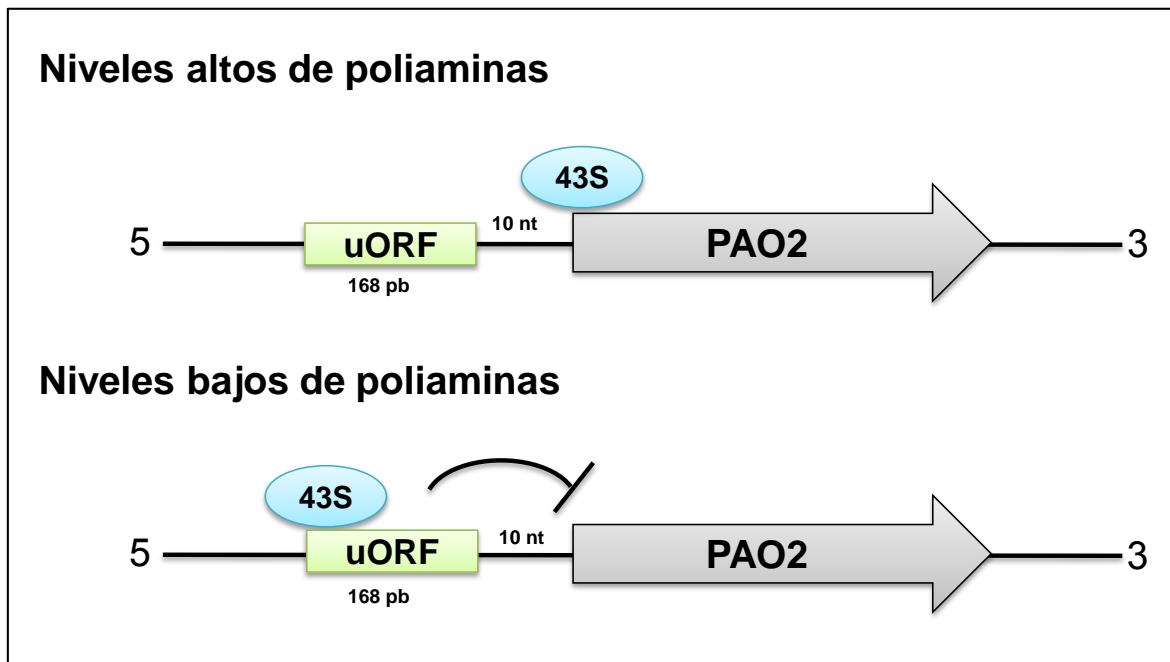 Niveles altos de poliaminas
43S
10 nt
5 uORF PAO2 3
168 pb
Niveles bajos de poliaminas
43S
10 nt
5 uORF PAO2 3
168 pb